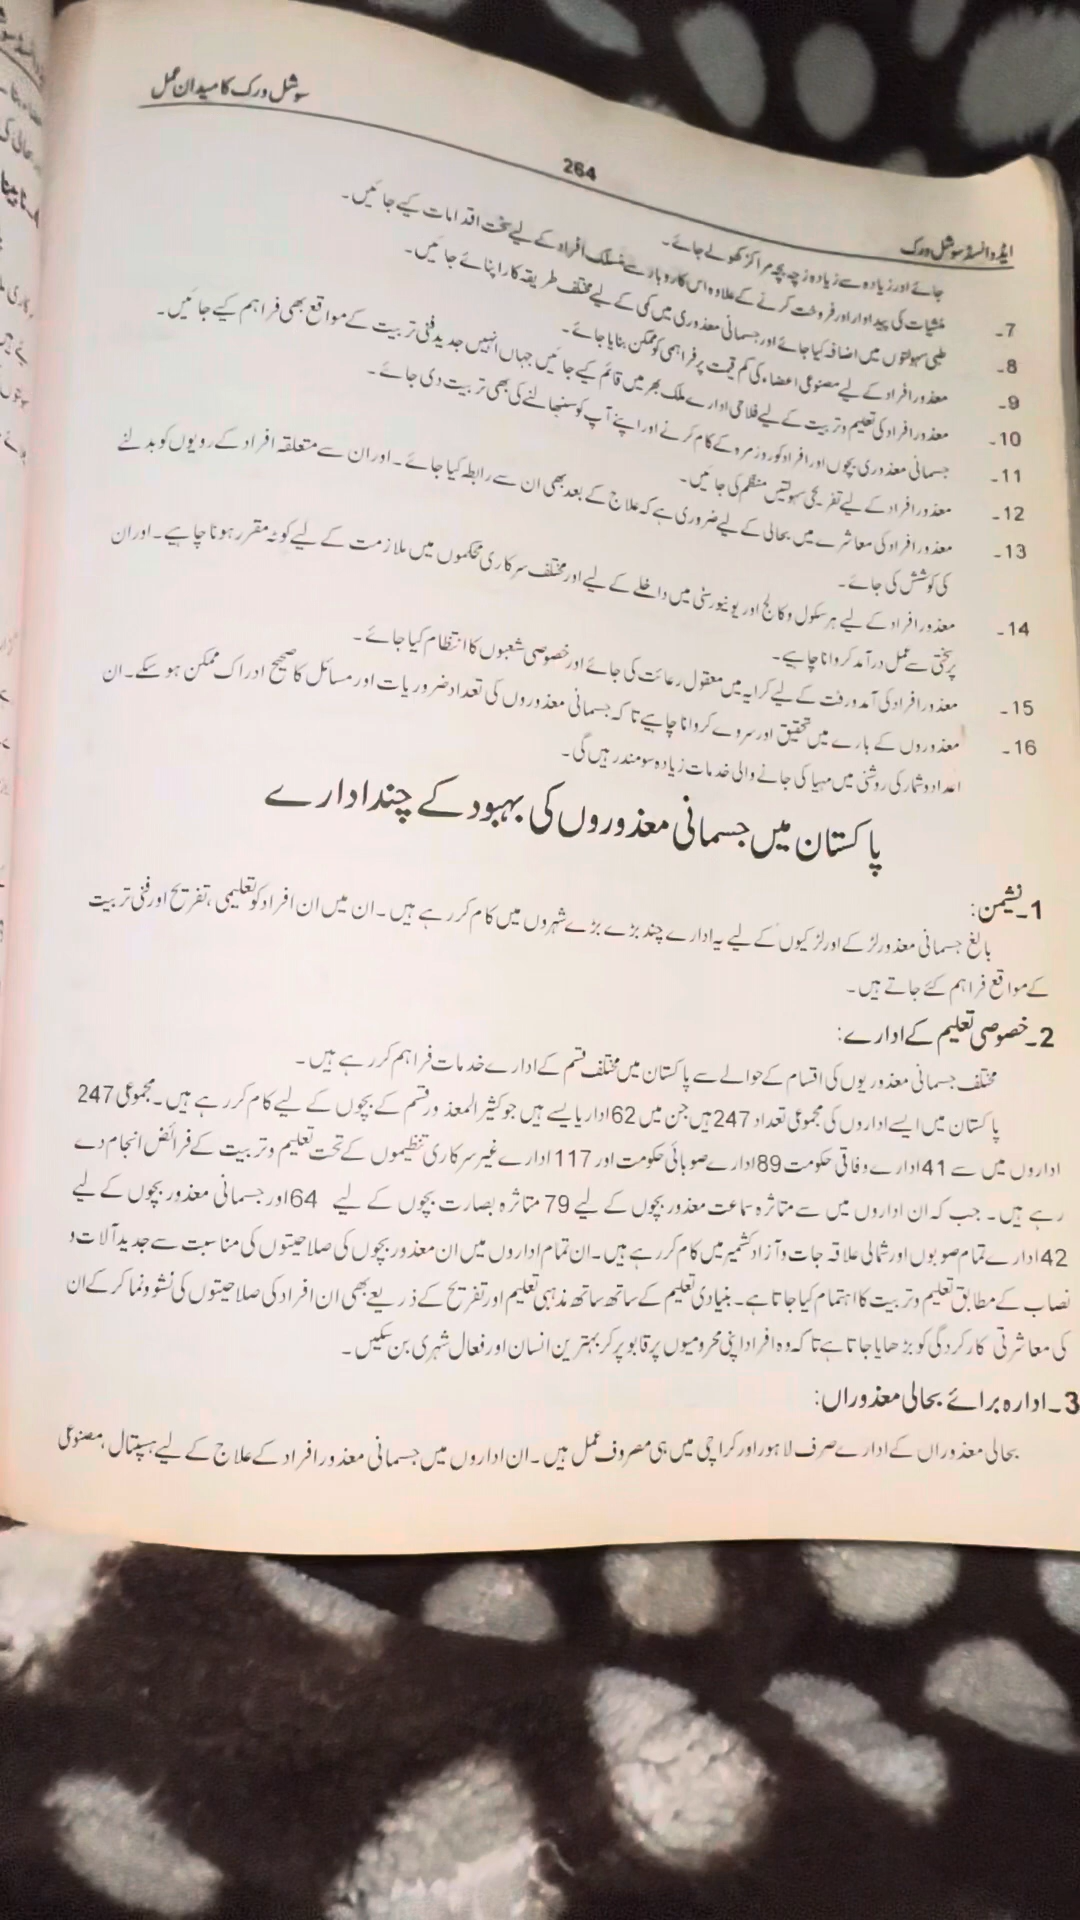 سوشل ورک کا میدان عمل
264
ایڈوانسڈ سوشل ورک
جائے اور زیادہ سے زیادہ زچہ بچہ مراکز کھولے جائے۔
7۔ منشیات کی پیداوار اور فروخت کرنے کے علاوہ اس کاروبار سے منسلک افراد کے لیے سخت اقدامات کیے جائیں۔
8۔ طبی سہولتوں میں اضافہ کیا جائے اور جسمانی معذوری میں کمی کے لیے مختلف طریقہ کار اپنائے جائیں۔
9۔ معذور افراد کے لیے مصنوعی اعضاء کی کم قیمت پر فراہمی کو ممکن بنایا جائے۔
10۔ معذور افراد کی تعلیم و تربیت کے لیے فلاحی ادارے ملک بھر میں قائم کیے جائیں جہاں انہیں جدید فنی تربیت کے مواقع بھی فراہم کیے جائیں۔
11۔ جسمانی معذوری بچوں اور افراد کو روزمرہ کے کام کرنے اور اپنے آپ کو سنبھالنے کی بھی تربیت دی جائے۔
12۔ معذور افراد کے لیے تفریحی سہولتیں منظم کی جائیں۔
13۔ معذور افراد کی معاشرے میں بحالی کے لیے ضروری ہے کہ علاج کے بعد بھی ان سے رابطہ کیا جائے۔ اور ان سے متعلقہ افراد کے رویوں کو بدلنے
کی کوشش کی جائے۔
14۔ معذور افراد کے لیے ہر سکول و کالج اور یونیورسٹی میں داخلے کے لیے اور مختلف سرکاری محکموں میں ملازمت کے لیے کوٹہ مقرر ہونا چاہیے۔ اور ان
پر سختی سے عمل درآمد کروانا چاہیے۔
15۔ معذور افراد کی آمدورفت کے لیے کرایہ میں معقول رعائت کی جائے اور خصوصی شعبوں کا انتظام کیا جائے۔
16۔ معذوروں کے بارے میں تحقیق اور سروے کروانا چاہیے تاکہ جسمانی معذوروں کی تعداد ضروریات اور مسائل کا صحیح ادراک ممکن ہو سکے۔ ان
اعداد و شمار کی روشنی میں مہیا کی جانے والی خدمات زیادہ سومند رہیں گی۔
پاکستان میں جسمانی معذوروں کی بہبود کے چند ادارے
1۔ نشیمن:
بالغ جسمانی معذور لڑکے اور لڑکیوں کے لیے یہ ادارے چند بڑے بڑے شہروں میں کام کر رہے ہیں۔ ان میں ان افراد کو تعلیمی، تفریح اور فنی تربیت
کے مواقع فراہم کئے جاتے ہیں۔
2۔ خصوصی تعلیم کے ادارے:
مختلف جسمانی معذوریوں کی اقسام کے حوالے سے پاکستان میں مختلف قسم کے ادارے خدمات فراہم کر رہے ہیں۔
پاکستان میں ایسے اداروں کی مجموعی تعداد 247 ہیں جن میں 62 ادار یایسے ہیں جو کثیر المعذ ورقسم کے بچوں کے لیے کام کر رہے ہیں۔ مجموعی 247
اداروں میں سے 41 ادارے وفاقی حکومت 89 ادارے صوبائی حکومت اور 117 ادارے غیر سرکاری تنظیموں کے تحت تعلیم و تربیت کے فرائض انجام دے
رہے ہیں۔ جب کہ ان اداروں میں سے متاثرہ سماعت معذور بچوں کے لیے 79 متاثرہ بصارت بچوں کے لیے 64 اور جسمانی معذور بچوں کے لیے
42 ادارے تمام صوبوں اور شمالی علاقہ جات و آزاد کشمیر میں کام کر رہے ہیں۔ ان تمام اداروں میں ان معذور بچوں کی صلاحیتوں کی مناسبت سے جدید آلات و
نصاب کے مطابق تعلیم و تربیت کا اہتمام کیا جاتا ہے۔ بنیادی تعلیم کے ساتھ ساتھ مذہبی تعلیم اور تفریح کے ذریعے بھی ان افراد کی صلاحیتوں کی نشوونما کر کے ان
کی معاشرتی کارکردگی کو بڑھایا جاتا ہے تاکہ وہ افراد اپنی محرومیوں پر قابو پر کر بہترین انسان اور فعال شہری بن سکیں۔
3۔ ادارہ برائے بحالی معذوراں:
بحالی معذوراں کے ادارے صرف لاہور اور کراچی میں ہی مصروف عمل ہیں۔ ان اداروں میں جسمانی معذور افراد کے علاج کے لیے ہسپتال، مصنوعی